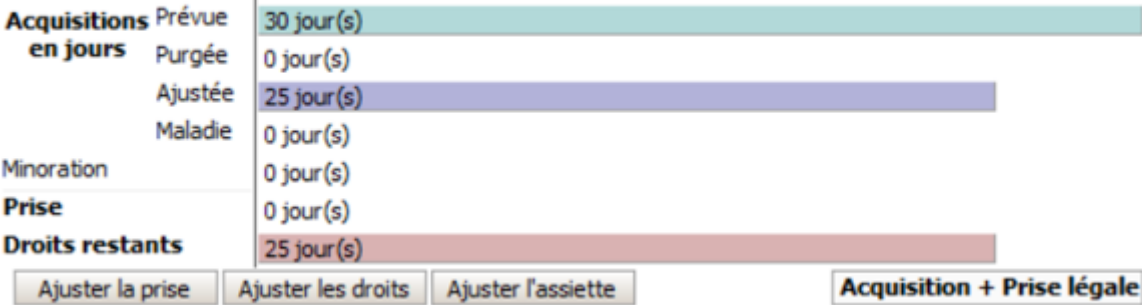 Acquisitions Prévue 30 jour(s)
en jours Purgée 0 jour(s)
Ajustée 25 jour(s)
Maladie 0 jour(s)
Minoration 0 jour(s)
Prise 0 jour(s)
Droits restants 25 jour(s)
Ajuster la prise Ajuster les droits Ajuster l'assiette Acquisition + Prise légale